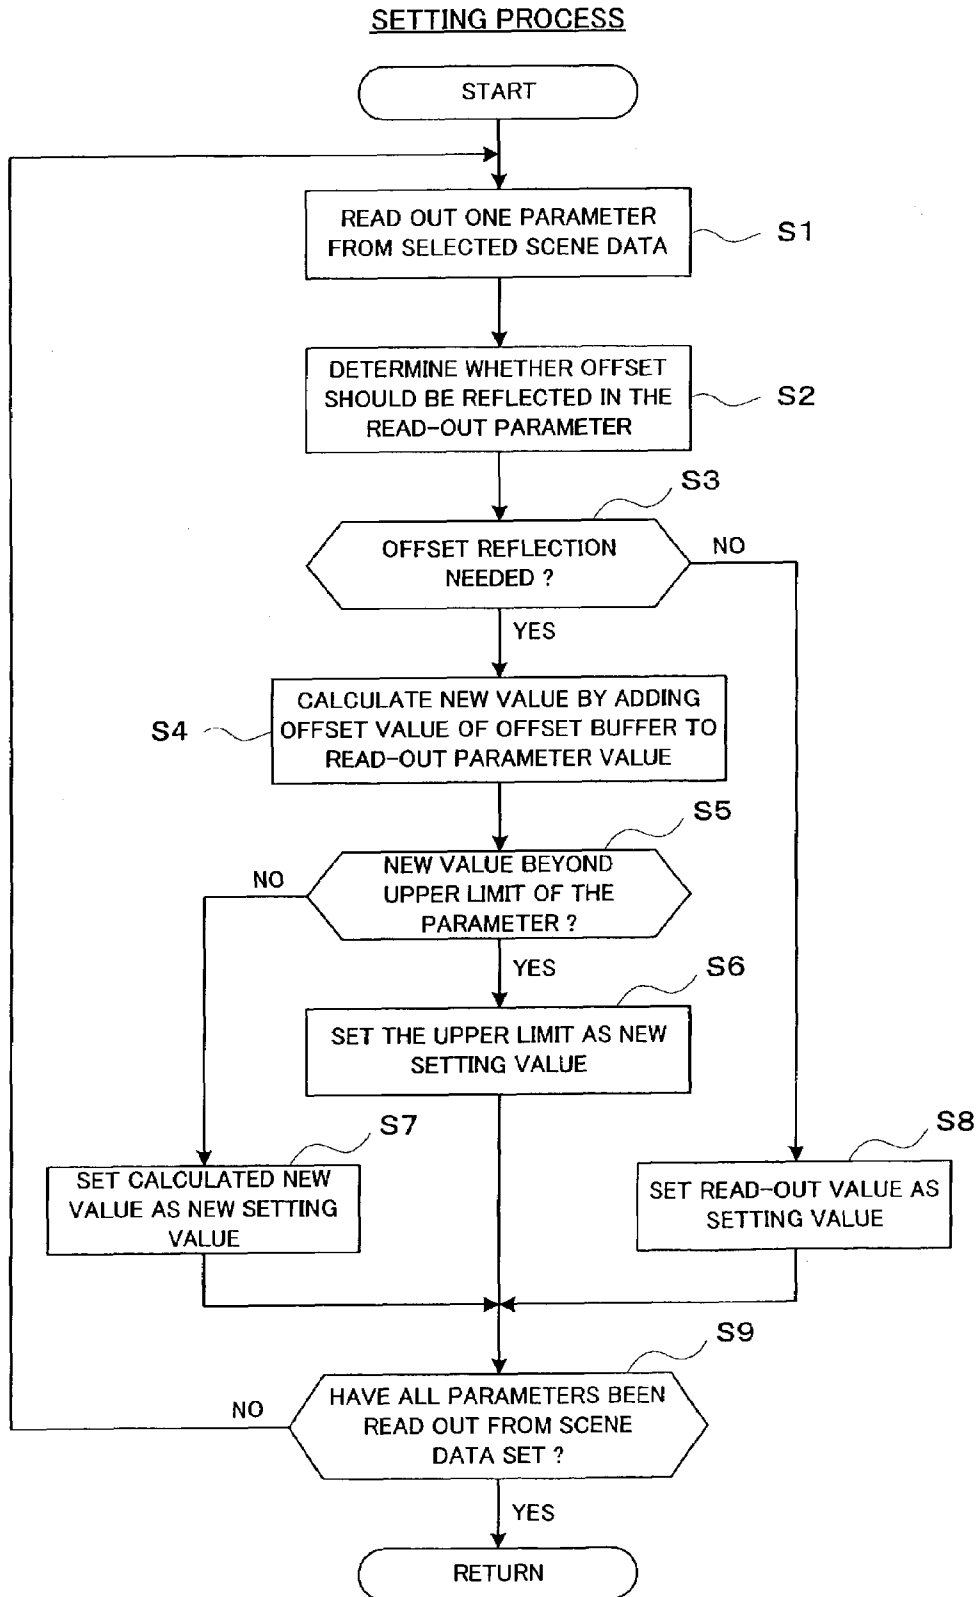 SETTING PROCESS
START
READ OUT ONE PARAMETER
FROM SELECTED SCENE DATA
S1
DETERMINE WHETHER OFFSET
SHOULD BE REFLECTED IN THE
READ-OUT PARAMETER
S2
S3
OFFSET REFLECTION
NEEDED ?
NO
YES
CALCULATE NEW VALUE BY ADDING
OFFSET VALUE OF OFFSET BUFFER TO
READ-OUT PARAMETER VALUE
S4
S5
NEW VALUE BEYOND
UPPER LIMIT OF THE
PARAMETER ?
NO
YES
S6
SET THE UPPER LIMIT AS NEW
SETTING VALUE
S7
SET CALCULATED NEW
VALUE AS NEW SETTING
VALUE
S8
SET READ-OUT VALUE AS
SETTING VALUE
S9
HAVE ALL PARAMETERS BEEN
READ OUT FROM SCENE
DATA SET ?
NO
YES
RETURN